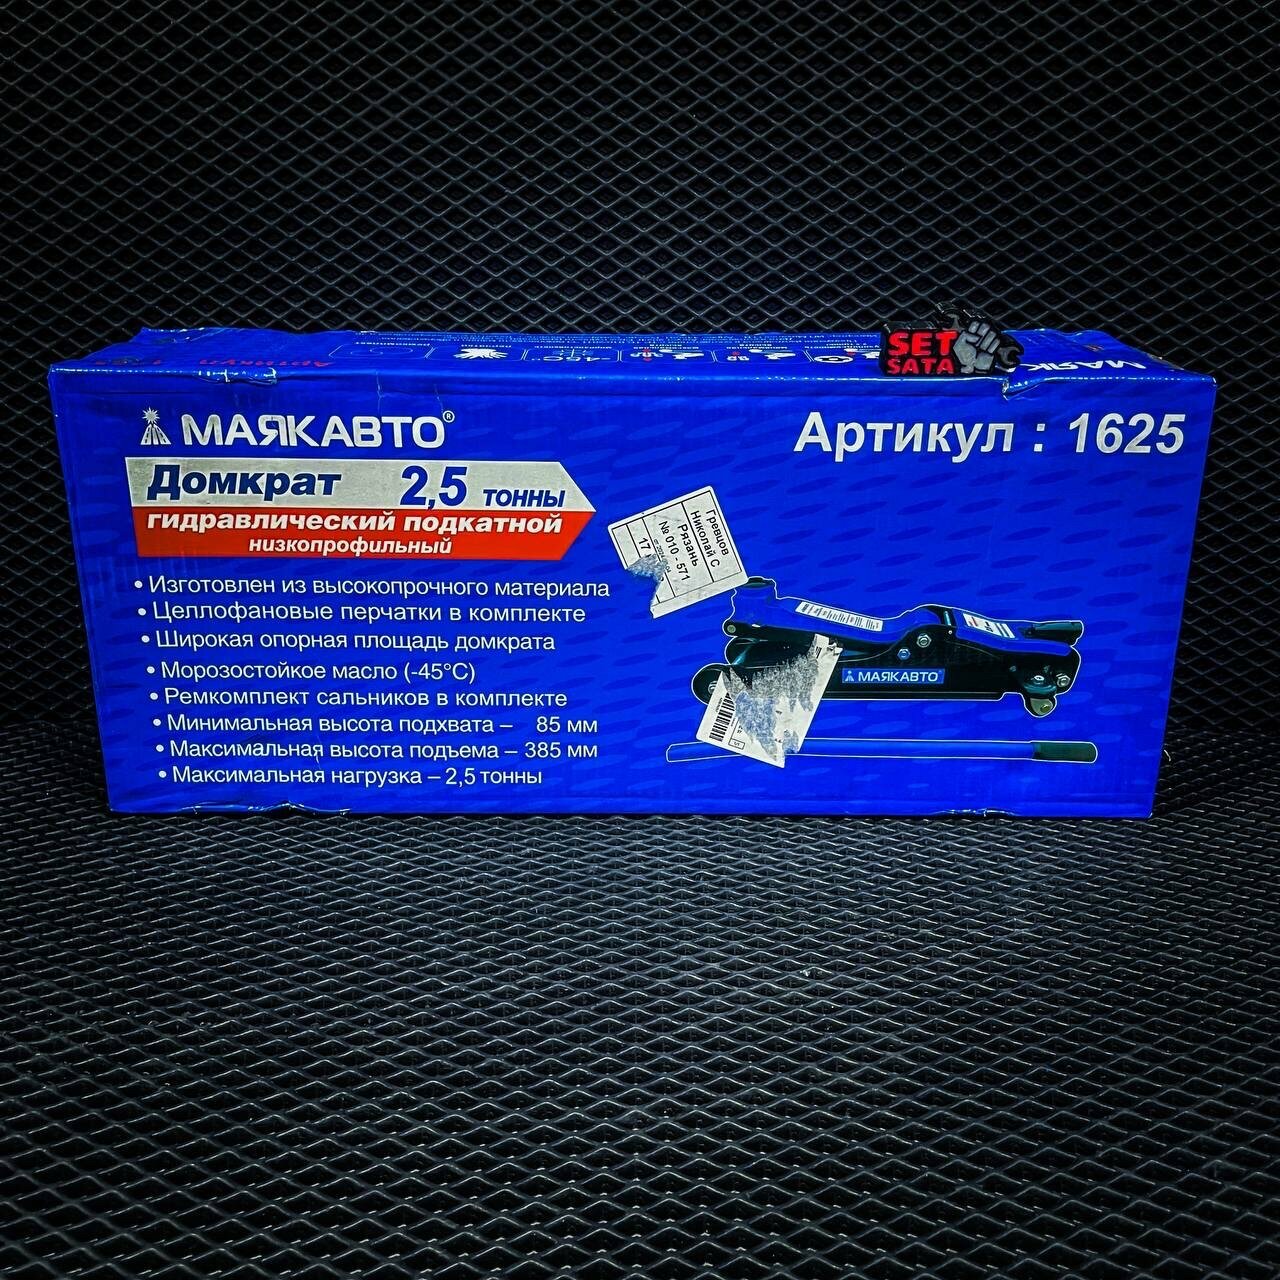 SET
SATA
МАЯКАВТО®
Артикул : 1625
Домкрат 2,5 тонны
гидравлический подкатной
низкопрофильный
• Изготовлен из высокопрочного материала
• Целлофановые перчатки в комплекте
• Широкая опорная площадь домкрата
• Морозостойкое масло (-45°С)
• Ремкомплект сальников в комплекте
• Минимальная высота подхвата – 85 мм
• Максимальная высота подъема – 385 мм
• Максимальная нагрузка – 2,5 тонны
Гревцов
Николай С
Рязань
№ 010 - 571
17
МАЯКАВТО